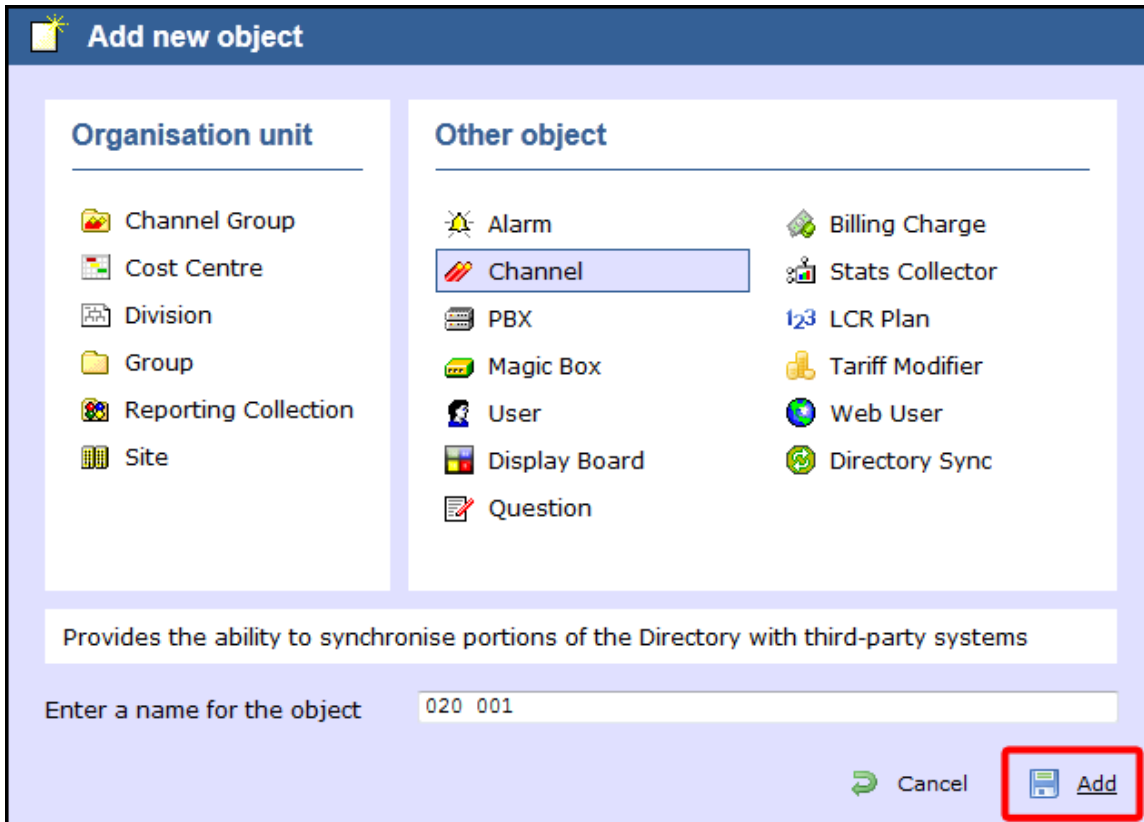 Add new object
Organisation unit
Channel Group
Cost Centre
Division
Group
Reporting Collection
Site
Other object
Alarm
Channel
PBX
Magic Box
User
Display Board
Question
Billing Charge
Stats Collector
123 LCR Plan
Tariff Modifier
Web User
Directory Sync
Provides the ability to synchronise portions of the Directory with third-party systems
Enter a name for the object 020 001
Cancel Add